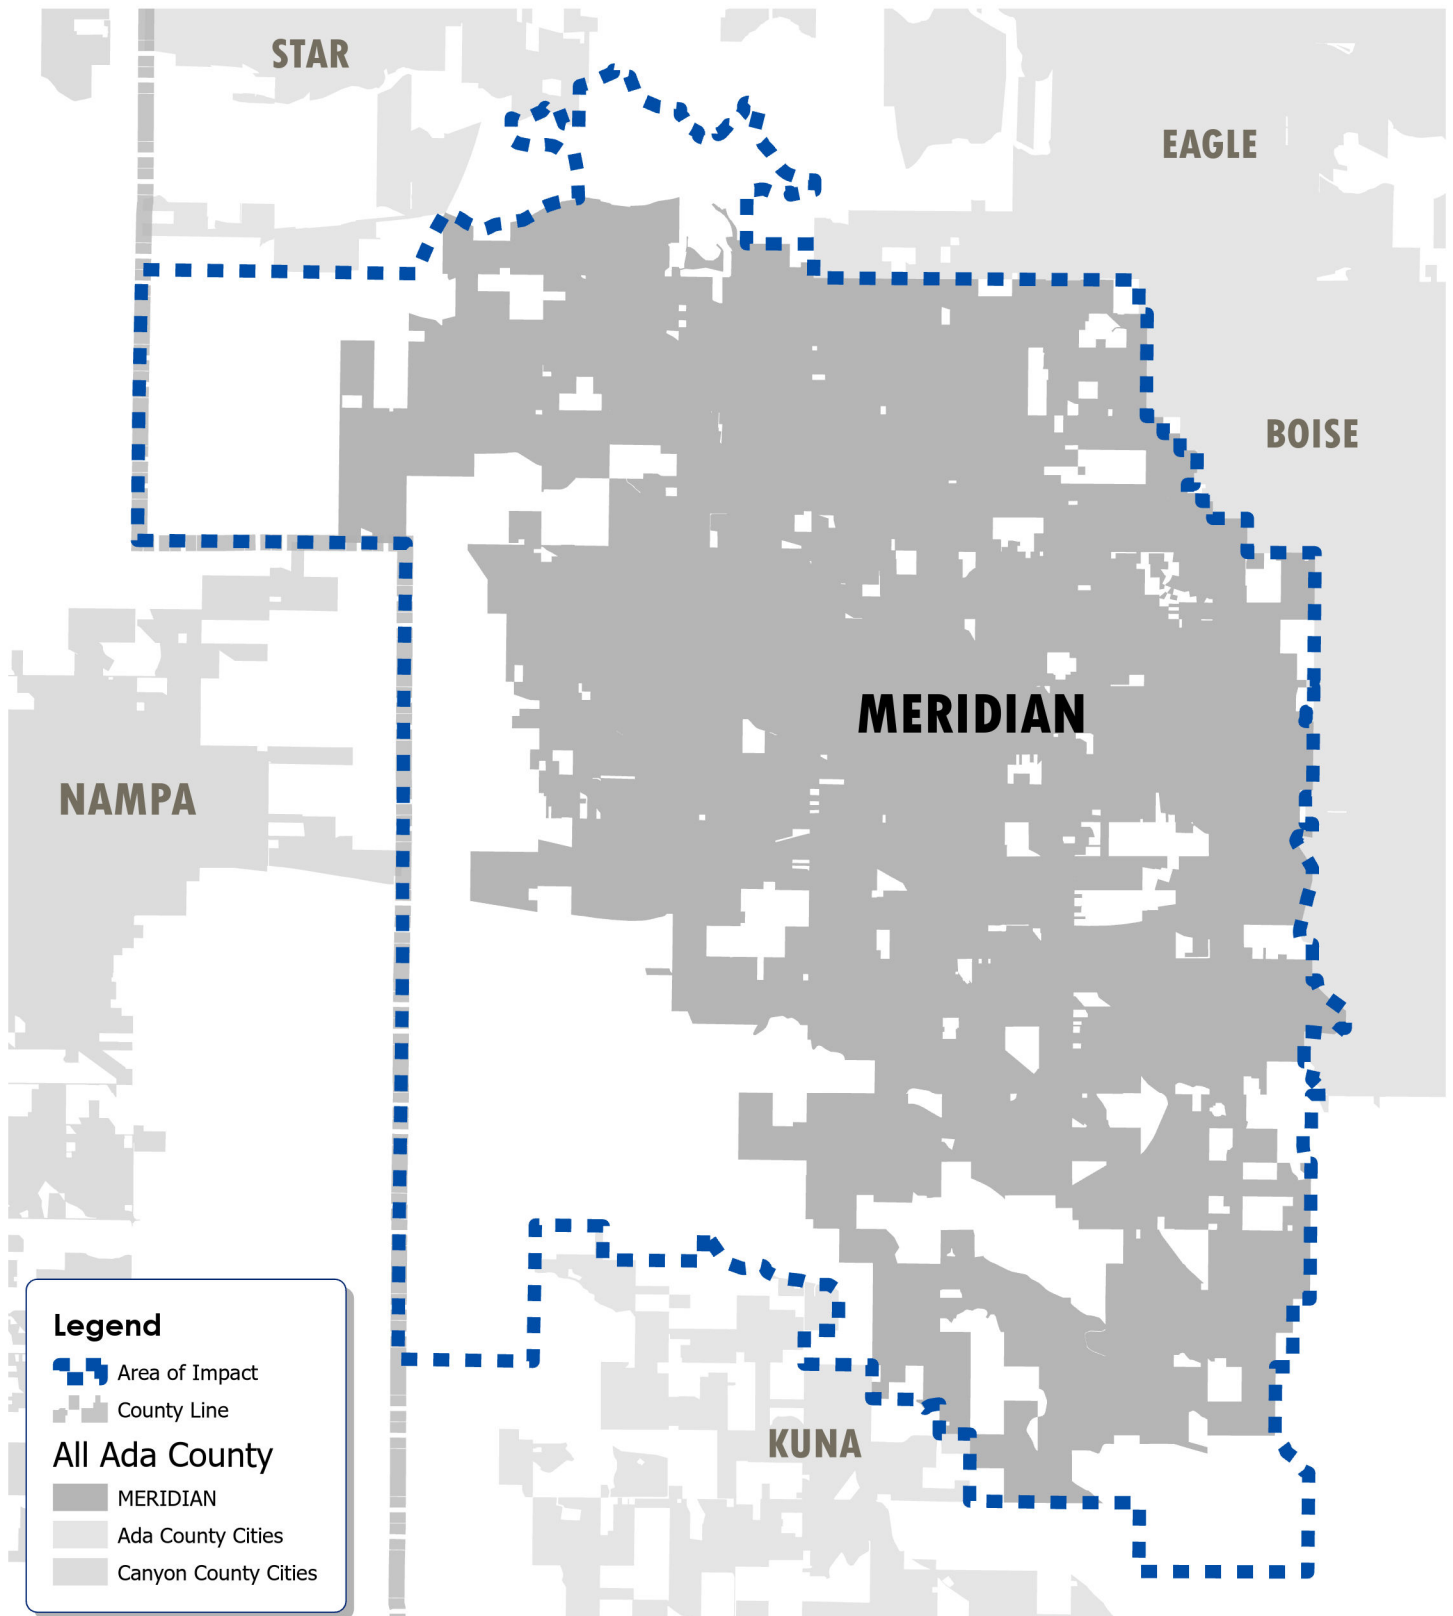 STAR
EAGLE
BOISE
MERIDIAN
NAMPA
KUNA
Legend
Area of Impact
County Line
All Ada County
MERIDIAN
Ada County Cities
Canyon County Cities